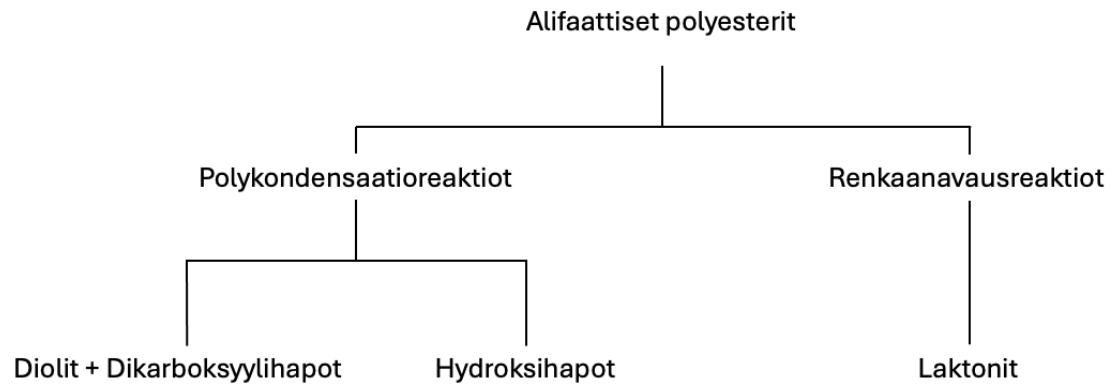 Alifaattiset polyesterit
Polykondensaatioreaktiot
Renkaanavausreaktiot
Diolit + Dikarboksyylihapot
Hydroksihapot
Laktonit